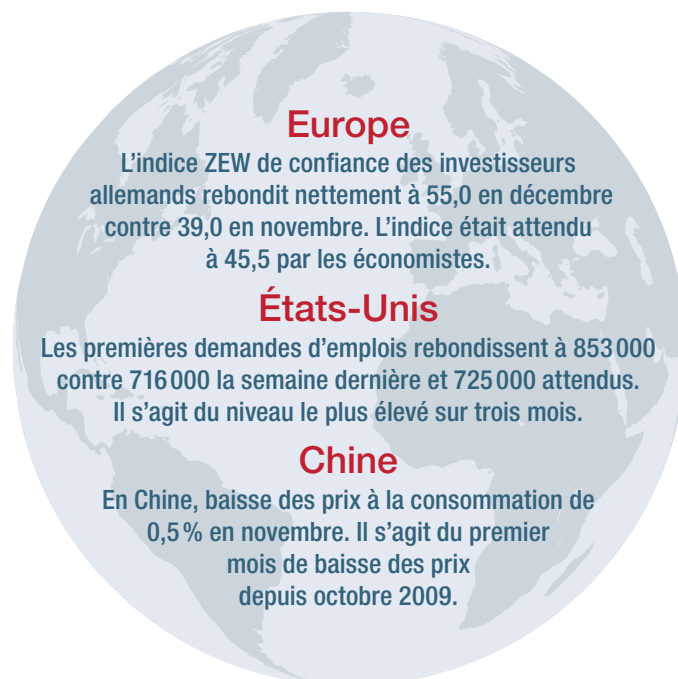 Europe
L'indice ZEW de confiance des investisseurs
allemands rebondit nettement à 55,0 en décembre
contre 39,0 en novembre. L'indice était attendu
à 45,5 par les économistes.
États-Unis
Les premières demandes d'emplois rebondissent à 853 000
contre 716 000 la semaine dernière et 725 000 attendus.
Il s'agit du niveau le plus élevé sur trois mois.
Chine
En Chine, baisse des prix à la consommation de
0,5 % en novembre. Il s'agit du premier
mois de baisse des prix
depuis octobre 2009.